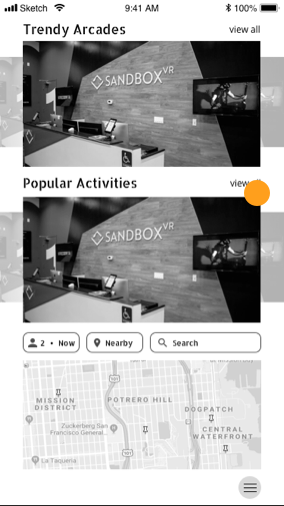 Sketch 9:41 AM 100%
Trendy Arcades view all
SANDBOX VR
Popular Activities view
SANDBOX VR
2 • Now Nearby Search
101
MISSION DISTRICT
POTRERO HILL
DOGPATCH
Zuckerberg San Francisco General...
CENTRAL WATERFRONT
La Taqueria
101